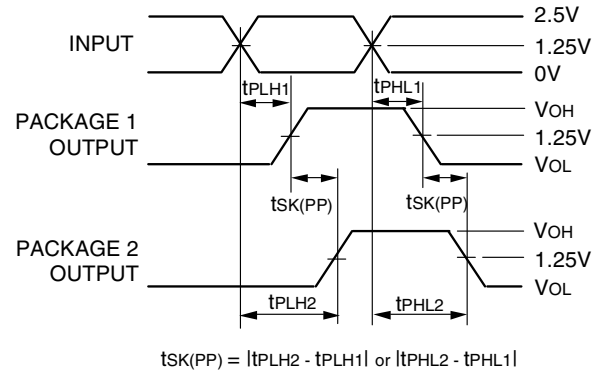 INPUT
2.5V
1.25V
0V
tPLH1
tPHL1
PACKAGE 1
OUTPUT
VOH
1.25V
VOL
tSK(PP)
tSK(PP)
PACKAGE 2
OUTPUT
VOH
1.25V
VOL
tPLH2
tPHL2
tSK(PP) = |tPLH2 - tPLH1| or |tPHL2 - tPHL1|